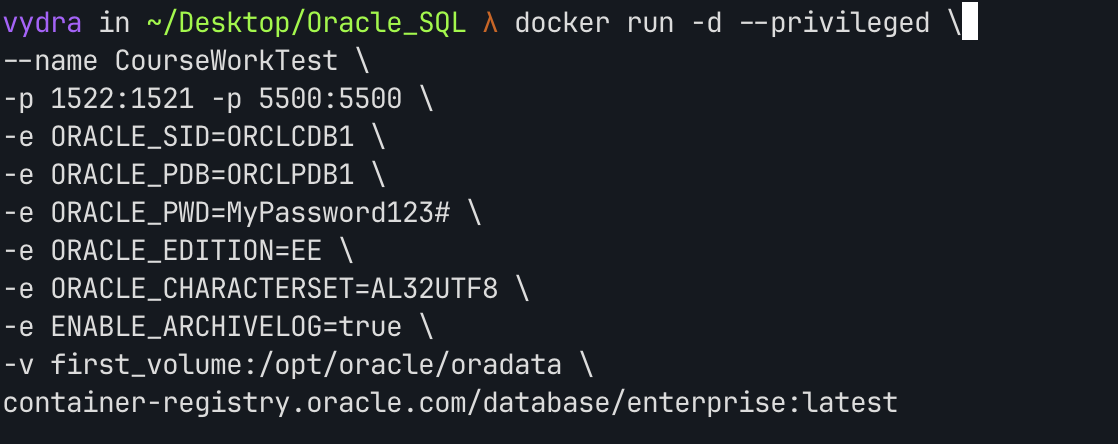 vydra in ~/Desktop/Oracle_SQL λ docker run -d --privileged \
--name CourseWorkTest \
-p 1522:1521 -p 5500:5500 \
-e ORACLE_SID=ORCLCDB1 \
-e ORACLE_PDB=ORCLPDB1 \
-e ORACLE_PWD=MyPassword123# \
-e ORACLE_EDITION=EE \
-e ORACLE_CHARACTERSET=AL32UTF8 \
-e ENABLE_ARCHIVELOG=true \
-v first_volume:/opt/oracle/oradata \
container-registry.oracle.com/database/enterprise:latest